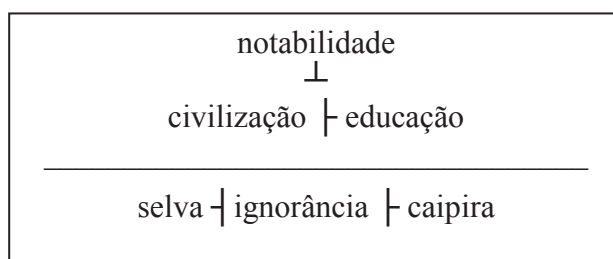 notabilidade
⊥
civilização ├ educação
selva ┤ ignorância ├ caipira